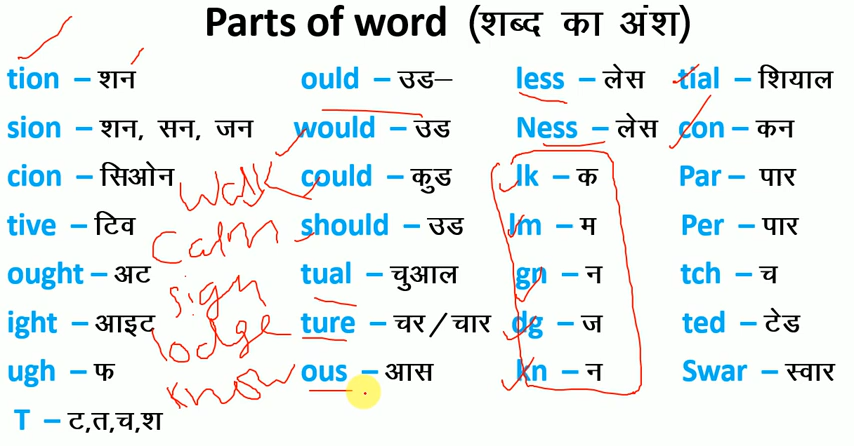 Parts of word (शब्द का अंश)
tion – शन
sion – शन, सन, जन
cion – सिओन
tive – टिव
ought – अट
ight – आइट
ugh – फ
T – ट,त,च,श
walk
calm
sign
lodge
know
ould – उड–
would – उड
could – कुड
should – उड
tual – चुआल
ture – चर / चार
ous – आस
less – लेस
Ness – लेस
lk – क
lm – म
gn – न
dg – ज
kn – न
tial – शियाल
con – कन
Par – पार
Per – पार
tch – च
ted – टेड
Swar – स्वार